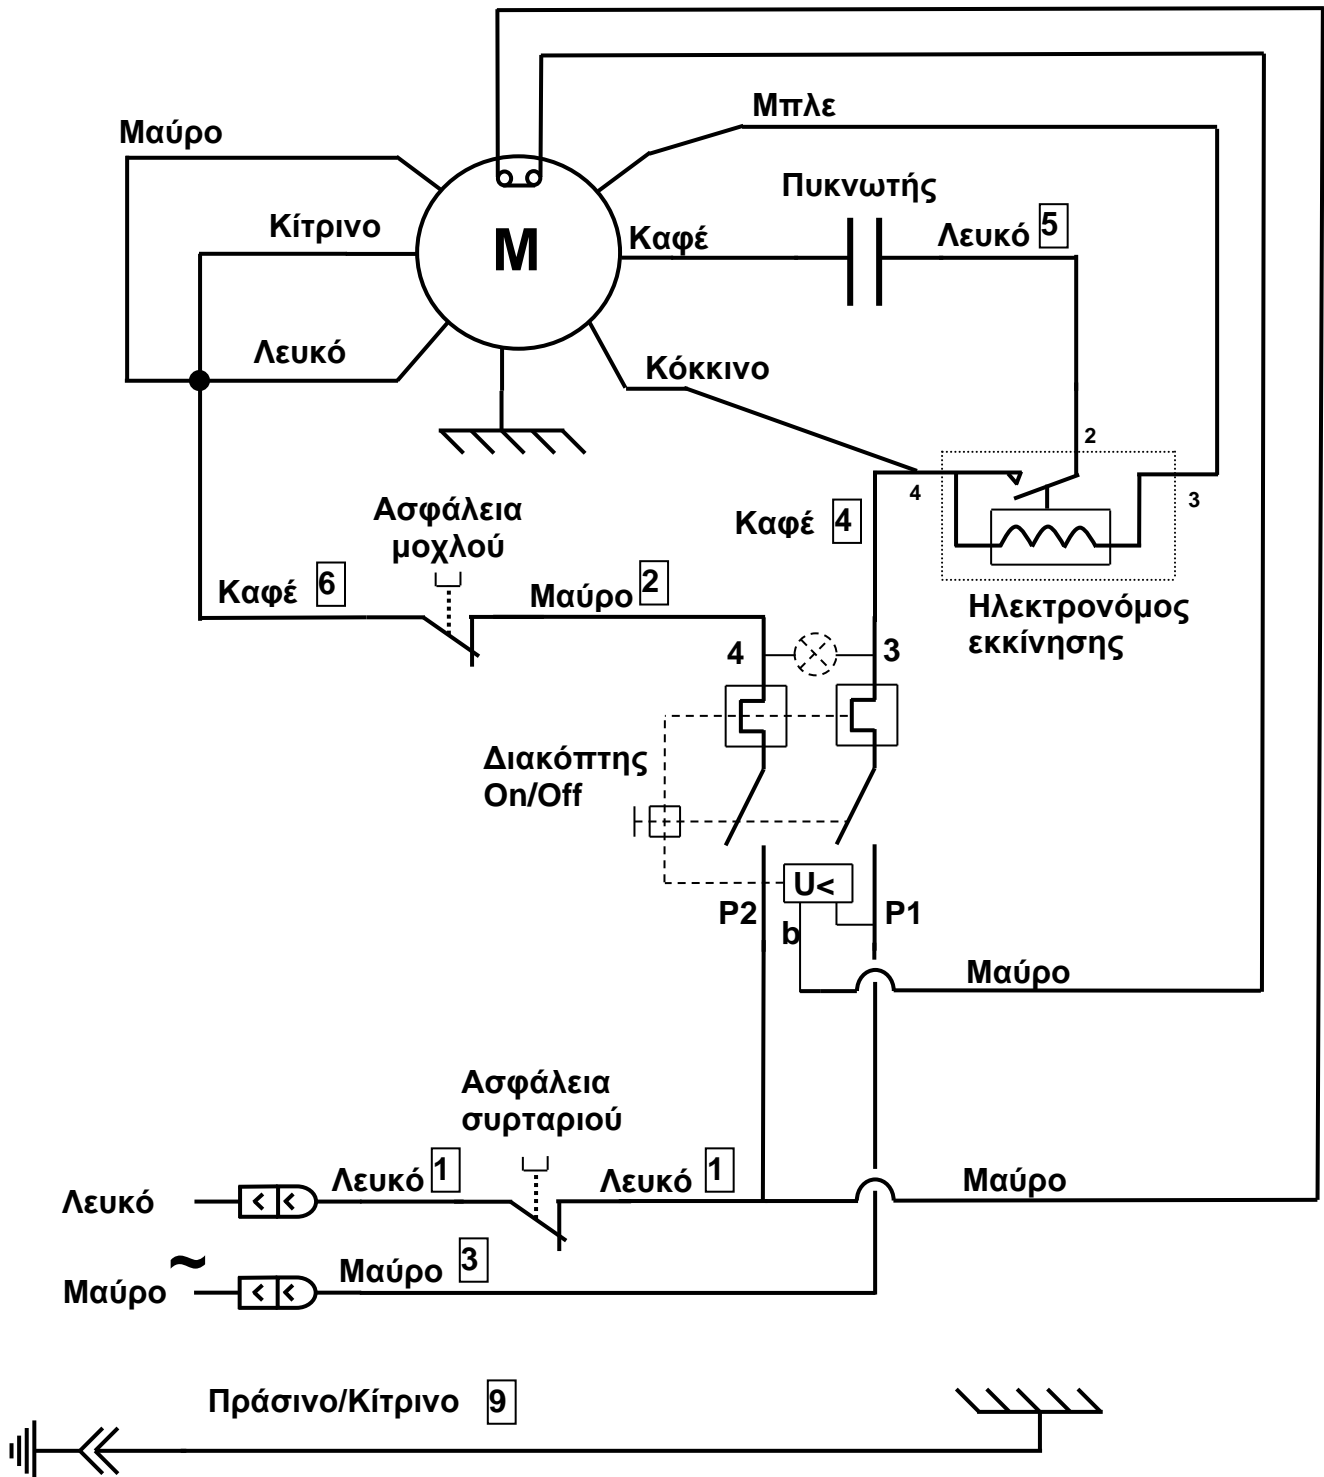 Μπλε
Μαύρο
Πυκνωτής
Κίτρινο
M
Καφέ
Λευκό 5
Λευκό
Κόκκινο
2
4
3
Ασφάλεια
μοχλού
Καφέ 4
Καφέ 6
Μαύρο 2
Ηλεκτρονόμος
εκκίνησης
4
3
Διακόπτης
On/Off
U<
P2
P1
b
Μαύρο
Ασφάλεια
συρταριού
Λευκό
Λευκό 1
Λευκό 1
Μαύρο
~
Μαύρο
Μαύρο 3
Πράσινο/Κίτρινο 9